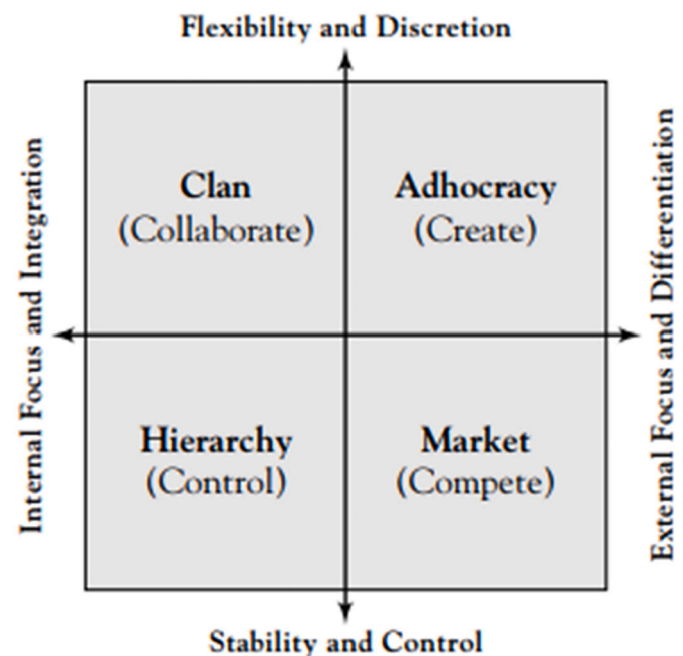 Flexibility and Discretion
Internal Focus and Integration
External Focus and Differentiation
Clan
(Collaborate)
Adhocracy
(Create)
Hierarchy
(Control)
Market
(Compete)
Stability and Control